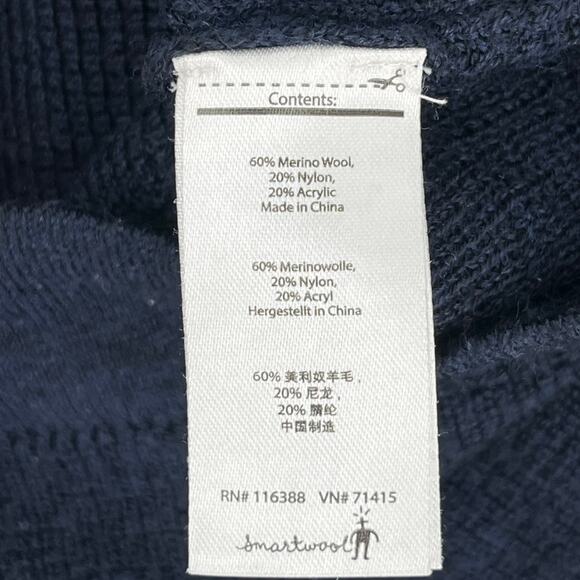 Contents:
60% Merino Wool,
20% Nylon,
20% Acrylic
Made in China
60% Merinowolle,
20% Nylon,
20% Acryl
Hergestellt in China
60% 美利奴羊毛,
20% 尼龙,
20% 腈纶
中国制造
RN# 116388 VN# 71415
Smartwool